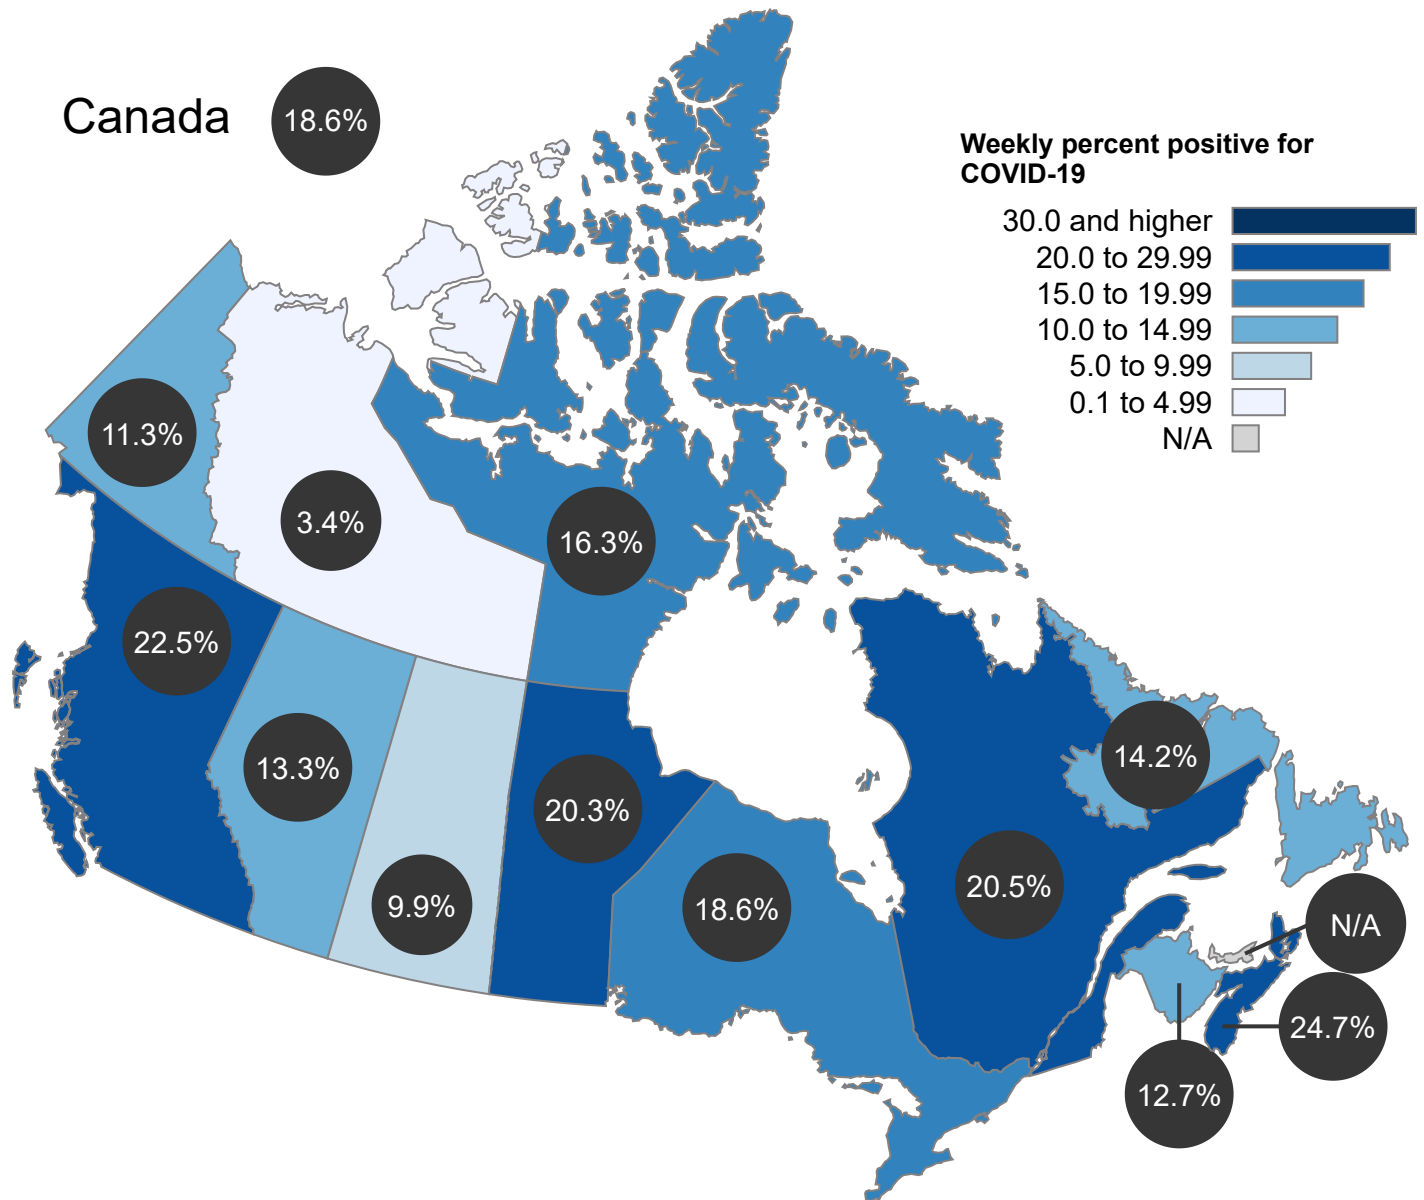 Canada
18.6%
Weekly percent positive for
COVID-19
30.0 and higher
20.0 to 29.99
15.0 to 19.99
10.0 to 14.99
5.0 to 9.99
0.1 to 4.99
N/A
11.3%
3.4%
16.3%
22.5%
13.3%
14.2%
20.3%
9.9%
18.6%
20.5%
N/A
24.7%
12.7%